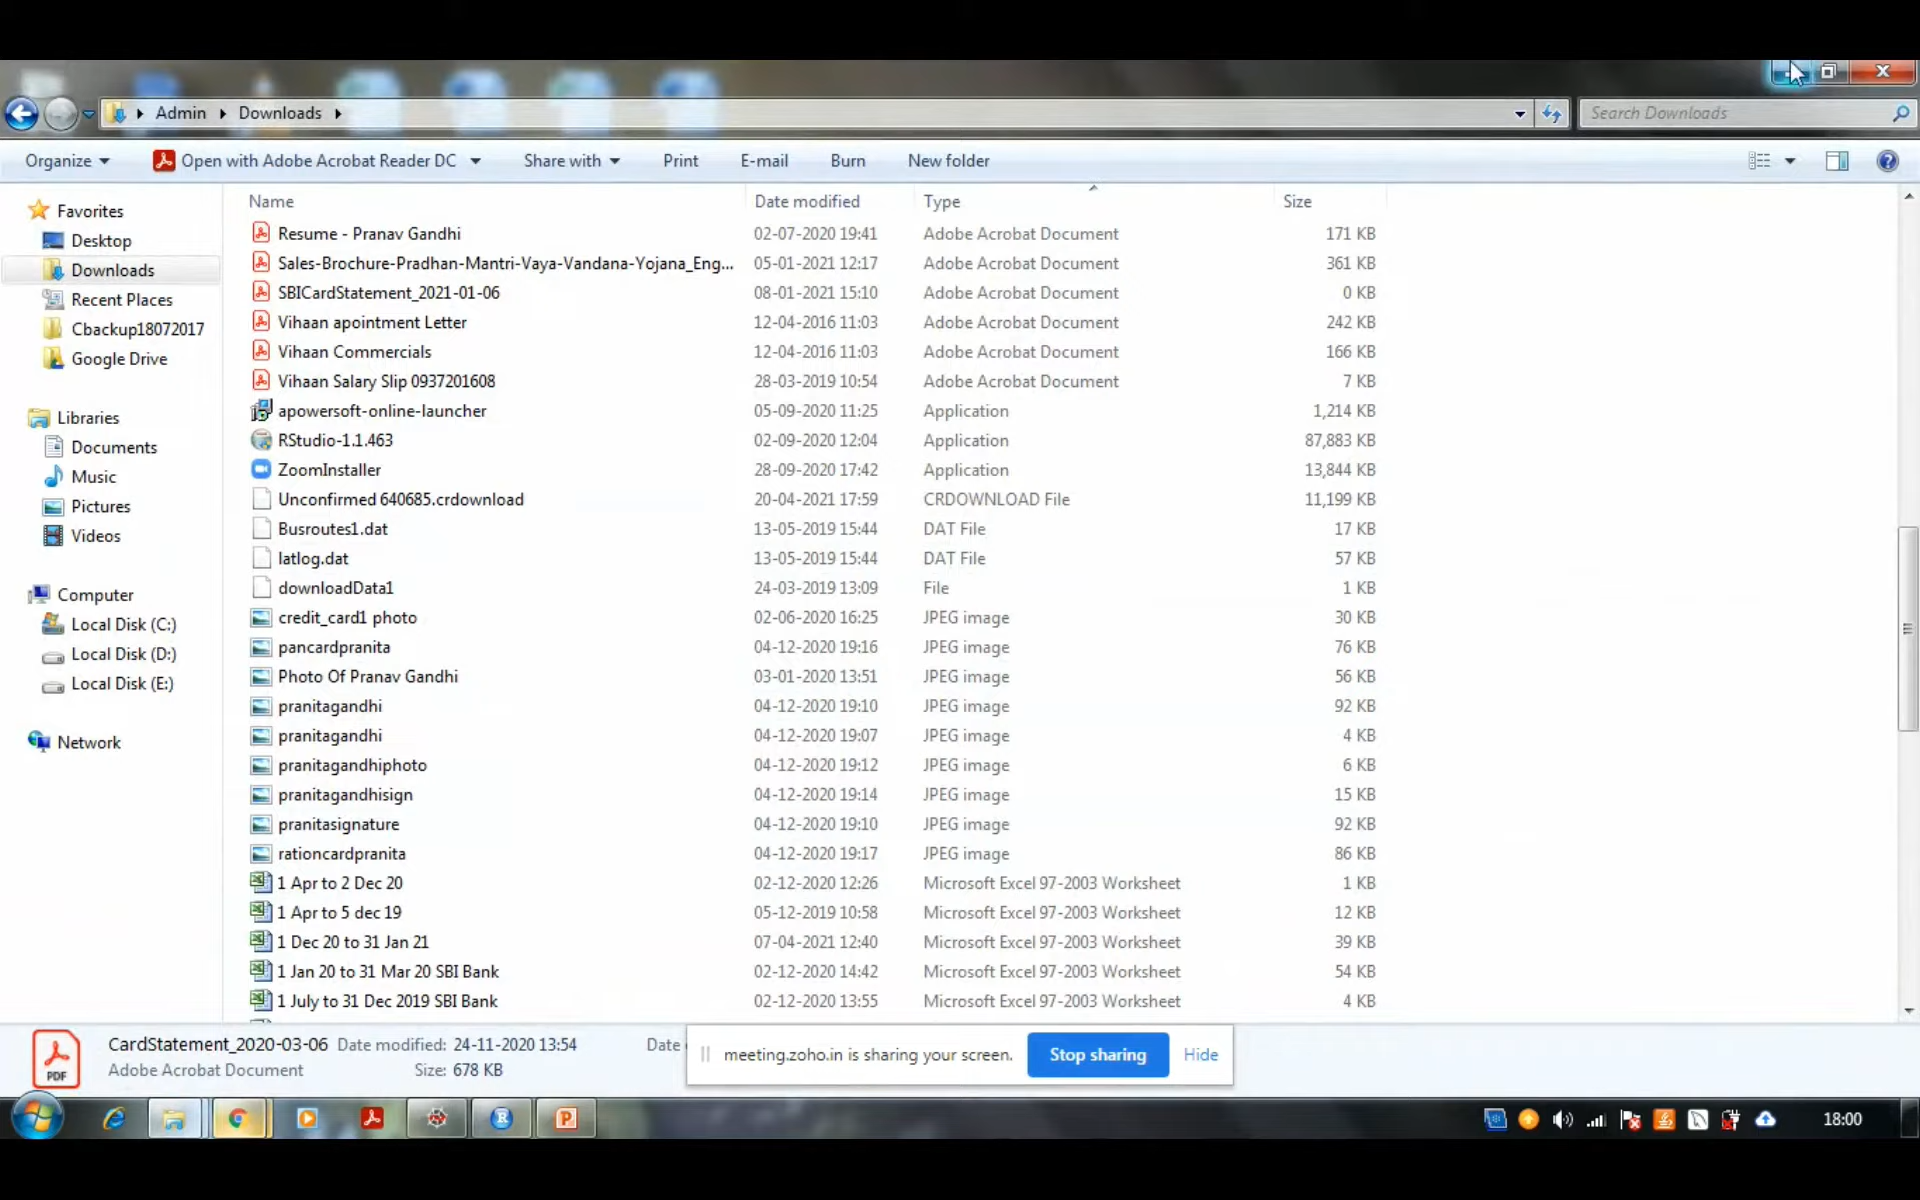 Admin Downloads
Search Downloads
Organize Open with Adobe Acrobat Reader DC Share with Print E-mail Burn New folder
Name Date modified Type Size
Favorites
Desktop
Downloads
Recent Places
Cbackup18072017
Google Drive
Libraries
Documents
Music
Pictures
Videos
Computer
Local Disk (C:)
Local Disk (D:)
Local Disk (E:)
Network
Resume - Pranav Gandhi 02-07-2020 19:41 Adobe Acrobat Document 171 KB
Sales-Brochure-Pradhan-Mantri-Vaya-Vandana-Yojana_Eng... 05-01-2021 12:17 Adobe Acrobat Document 361 KB
SBICardStatement_2021-01-06 08-01-2021 15:10 Adobe Acrobat Document 0 KB
Vihaan apointment Letter 12-04-2016 11:03 Adobe Acrobat Document 242 KB
Vihaan Commercials 12-04-2016 11:03 Adobe Acrobat Document 166 KB
Vihaan Salary Slip 0937201608 28-03-2019 10:54 Adobe Acrobat Document 7 KB
apowersoft-online-launcher 05-09-2020 11:25 Application 1,214 KB
RStudio-1.1.463 02-09-2020 12:04 Application 87,883 KB
ZoomInstaller 28-09-2020 17:42 Application 13,844 KB
Unconfirmed 640685.crdownload 20-04-2021 17:59 CRDOWNLOAD File 11,199 KB
Busroutes1.dat 13-05-2019 15:44 DAT File 17 KB
latlog.dat 13-05-2019 15:44 DAT File 57 KB
downloadData1 24-03-2019 13:09 File 1 KB
credit_card1 photo 02-06-2020 16:25 JPEG image 30 KB
pancardpranita 04-12-2020 19:16 JPEG image 76 KB
Photo Of Pranav Gandhi 03-01-2020 13:51 JPEG image 56 KB
pranitagandhi 04-12-2020 19:10 JPEG image 92 KB
pranitagandhi 04-12-2020 19:07 JPEG image 4 KB
pranitagandhiphoto 04-12-2020 19:12 JPEG image 6 KB
pranitagandhisign 04-12-2020 19:14 JPEG image 15 KB
pranitasignature 04-12-2020 19:10 JPEG image 92 KB
rationcardpranita 04-12-2020 19:17 JPEG image 86 KB
1 Apr to 2 Dec 20 02-12-2020 12:26 Microsoft Excel 97-2003 Worksheet 1 KB
1 Apr to 5 dec 19 05-12-2019 10:58 Microsoft Excel 97-2003 Worksheet 12 KB
1 Dec 20 to 31 Jan 21 07-04-2021 12:40 Microsoft Excel 97-2003 Worksheet 39 KB
1 Jan 20 to 31 Mar 20 SBI Bank 02-12-2020 14:42 Microsoft Excel 97-2003 Worksheet 54 KB
1 July to 31 Dec 2019 SBI Bank 02-12-2020 13:55 Microsoft Excel 97-2003 Worksheet 4 KB
PDF
CardStatement_2020-03-06 Date modified: 24-11-2020 13:54 Date
Adobe Acrobat Document Size: 678 KB
meeting.zoho.in is sharing your screen. Stop sharing Hide
18:00